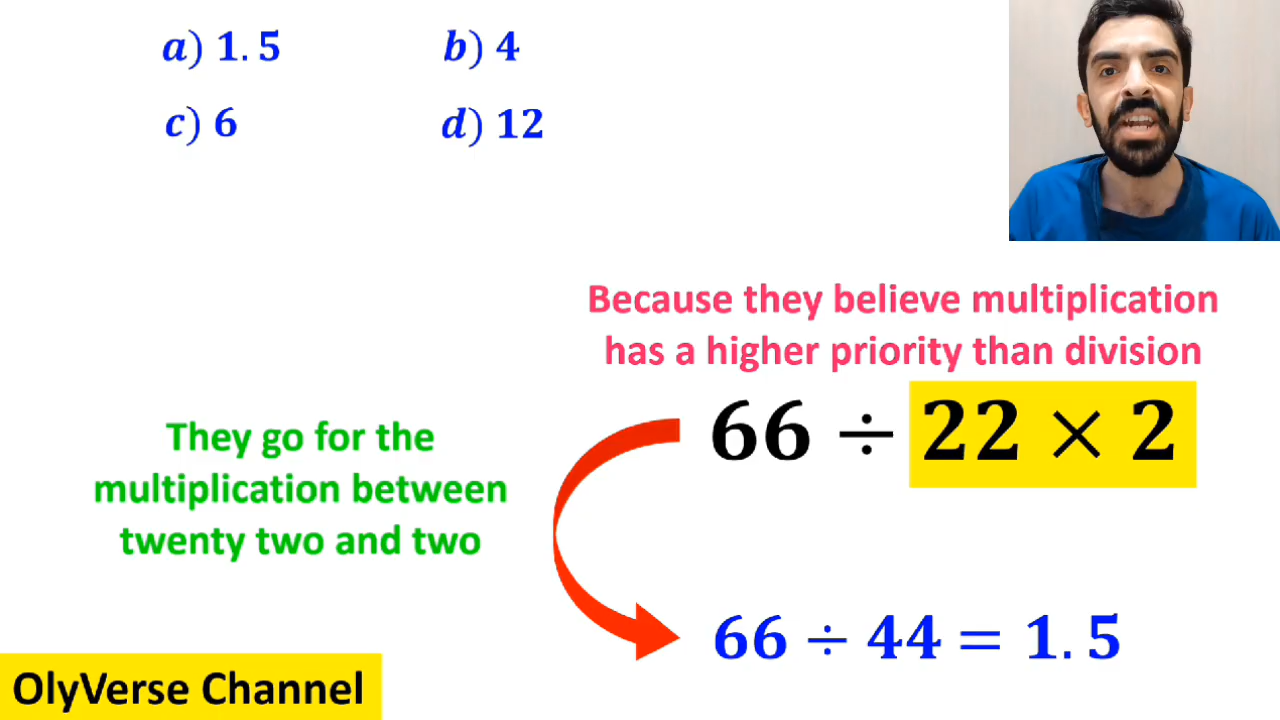 a) 1.5 b) 4
c) 6 d) 12
Because they believe multiplication
has a higher priority than division
66 ÷ 22 × 2
They go for the
multiplication between
twenty two and two
66 ÷ 44 = 1.5
OlyVerse Channel